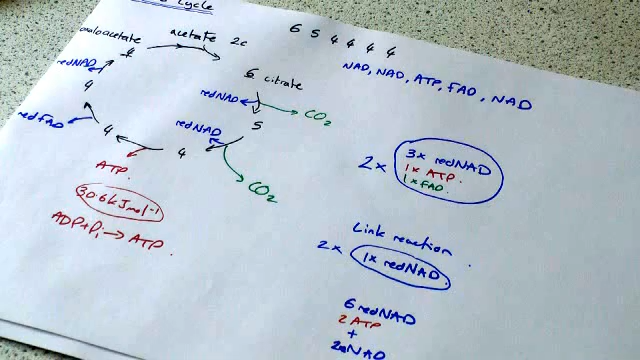 Cycle
6 5 4 4 4 4
NAD, NAD, ATP, FAD, NAD
oxaloacetate
acetate 2c
4
6 citrate
redNAD
redNAD
CO2
4
5
redNAD
redFAD
4
4
CO2
ATP.
30.6kJmol-1
ADP+Pi → ATP.
2x
3x redNAD
1x ATP.
1x FAD.
Link reaction
2x
1x redNAD.
6 redNAD
2 ATP
+
NAD